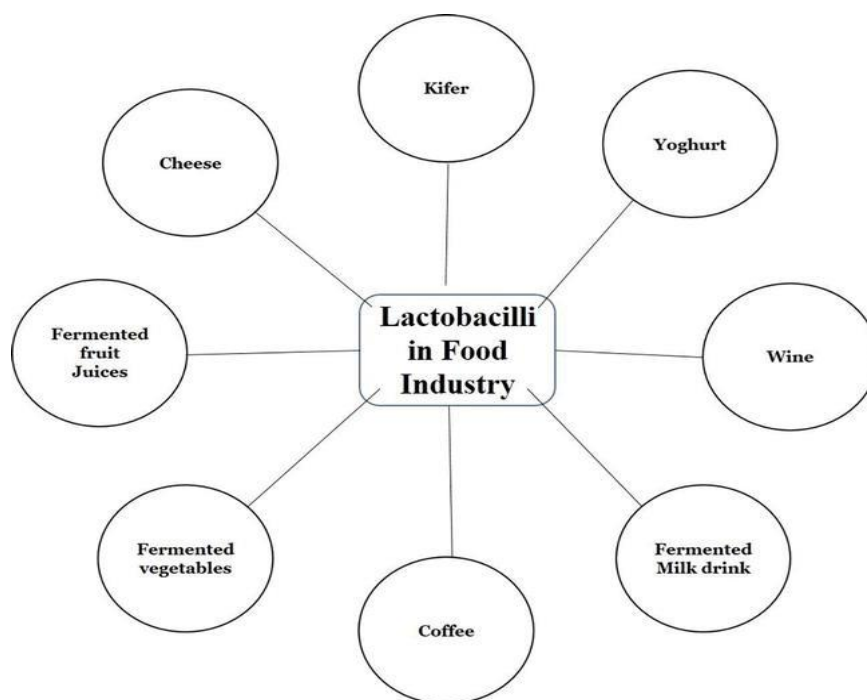 Kifer
Yoghurt
Cheese
Lactobacilli
in Food
Industry
Fermented
fruit
Juices
Wine
Fermented
vegetables
Fermented
Milk drink
Coffee